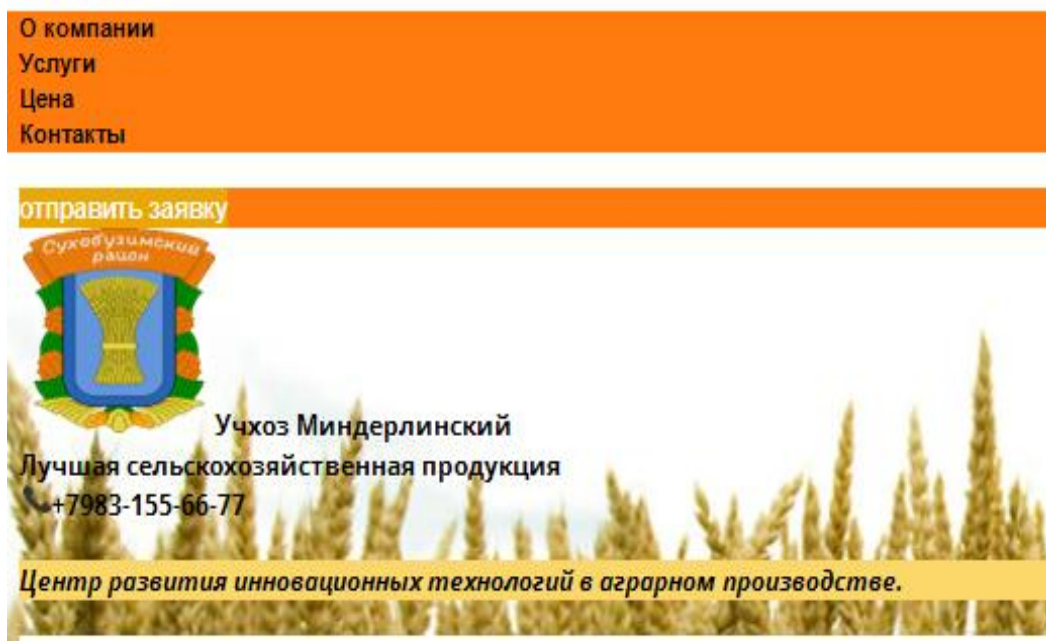 О компании
Услуги
Цена
Контакты
отправить заявку
Сухобузимский
район
Учхоз Миндерлинский
Лучшая сельскохозяйственная продукция
+7983-155-66-77
Центр развития инновационных технологий в аграрном производстве.